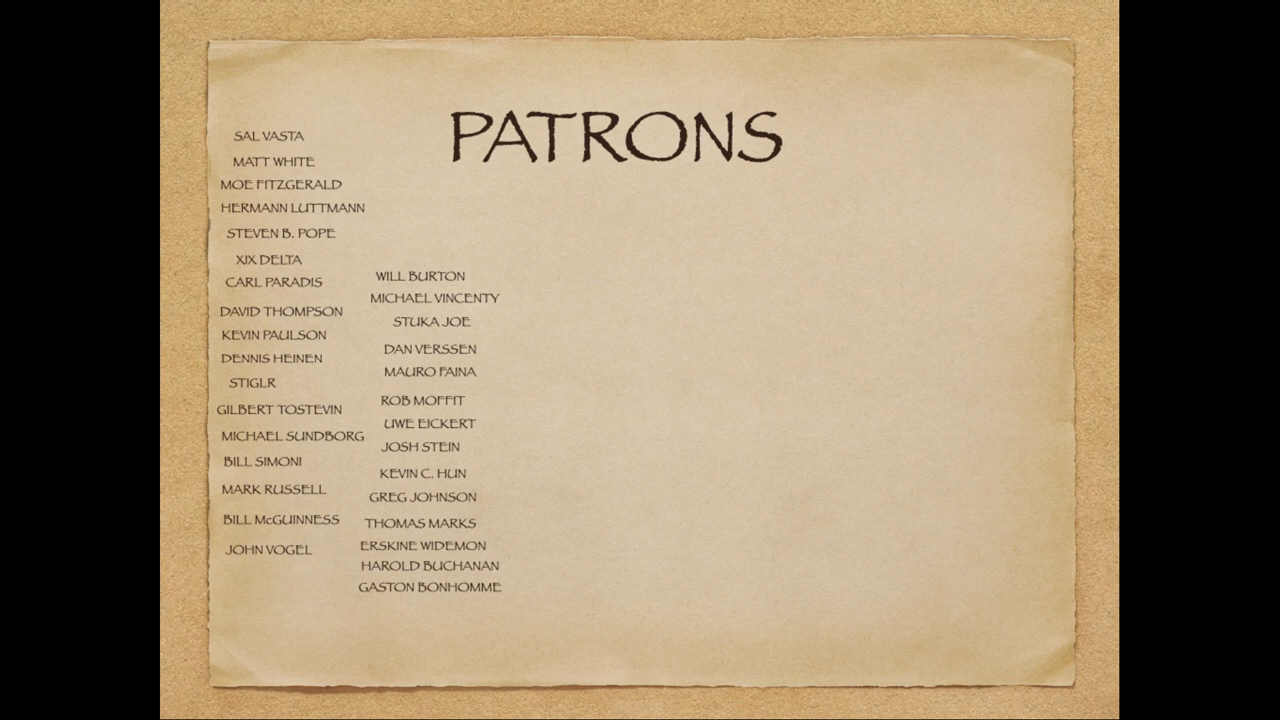 PATRONS
SAL VASTA
MATT WHITE
MOE FITZGERALD
HERMANN LUTTMANN
STEVEN B. POPE
XIX DELTA
CARL PARADIS
DAVID THOMPSON
KEVIN PAULSON
DENNIS HEINEN
STIGLR
GILBERT TOSTEVIN
MICHAEL SUNDBORG
BILL SIMONI
MARK RUSSELL
BILL McGUINNESS
JOHN VOGEL
WILL BURTON
MICHAEL VINCENTY
STUKA JOE
DAN VERSSEN
MAURO FAINA
ROB MOFFIT
UWE EICKERT
JOSH STEIN
KEVIN C. HUN
GREG JOHNSON
THOMAS MARKS
ERSKINE WIDEMON
HAROLD BUCHANAN
GASTON BONHOMME